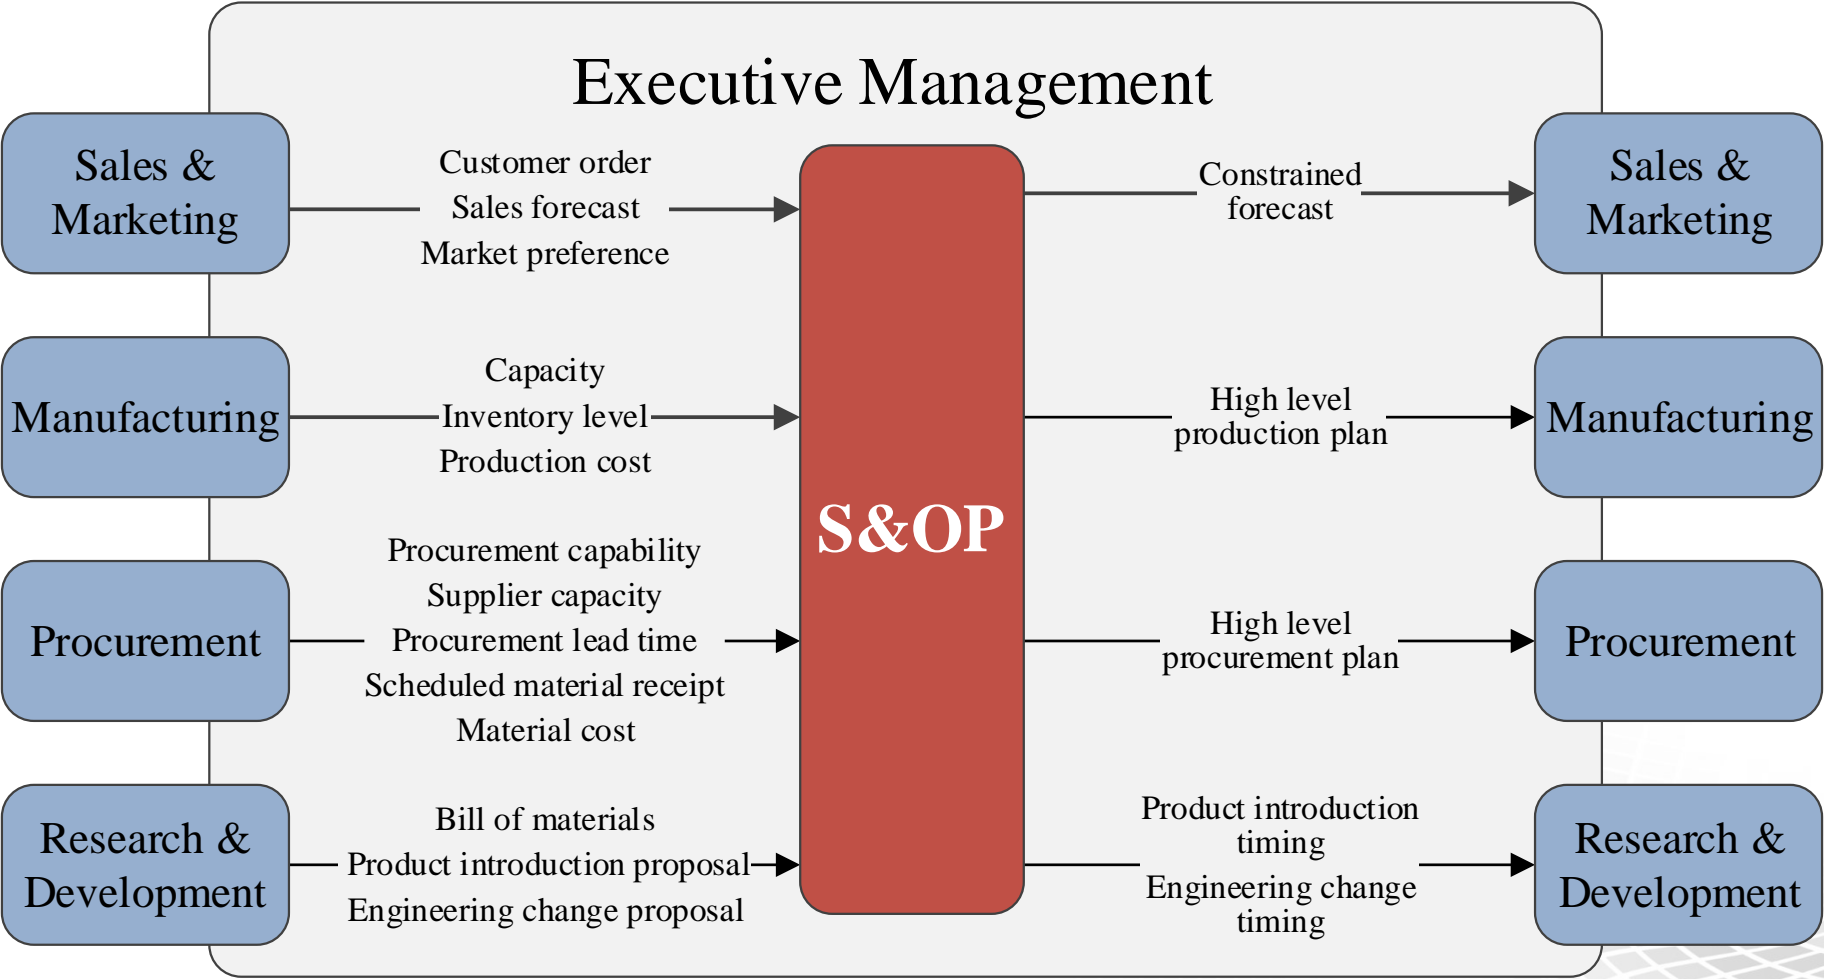 Executive Management
Sales &
Marketing
Customer order
Sales forecast
Market preference
Constrained
forecast
Sales &
Marketing
Manufacturing
Capacity
Inventory level
Production cost
High level
production plan
Manufacturing
S&OP
Procurement
Procurement capability
Supplier capacity
Procurement lead time
Scheduled material receipt
Material cost
High level
procurement plan
Procurement
Research &
Development
Bill of materials
Product introduction proposal
Engineering change proposal
Product introduction
timing
Engineering change
timing
Research &
Development